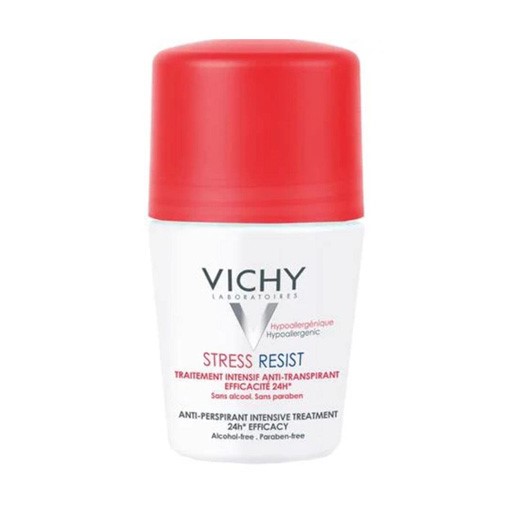 VICHY
LABORATOIRES
Hypoallergénique
Hypoallergenic
STRESS RESIST
TRAITEMENT INTENSIF ANTI-TRANSPIRANT
EFFICACITÉ 24H*
Sans alcool. Sans paraben
ANTI-PERSPIRANT INTENSIVE TREATMENT
24h* EFFICACY
Alcohol-free . Paraben-free